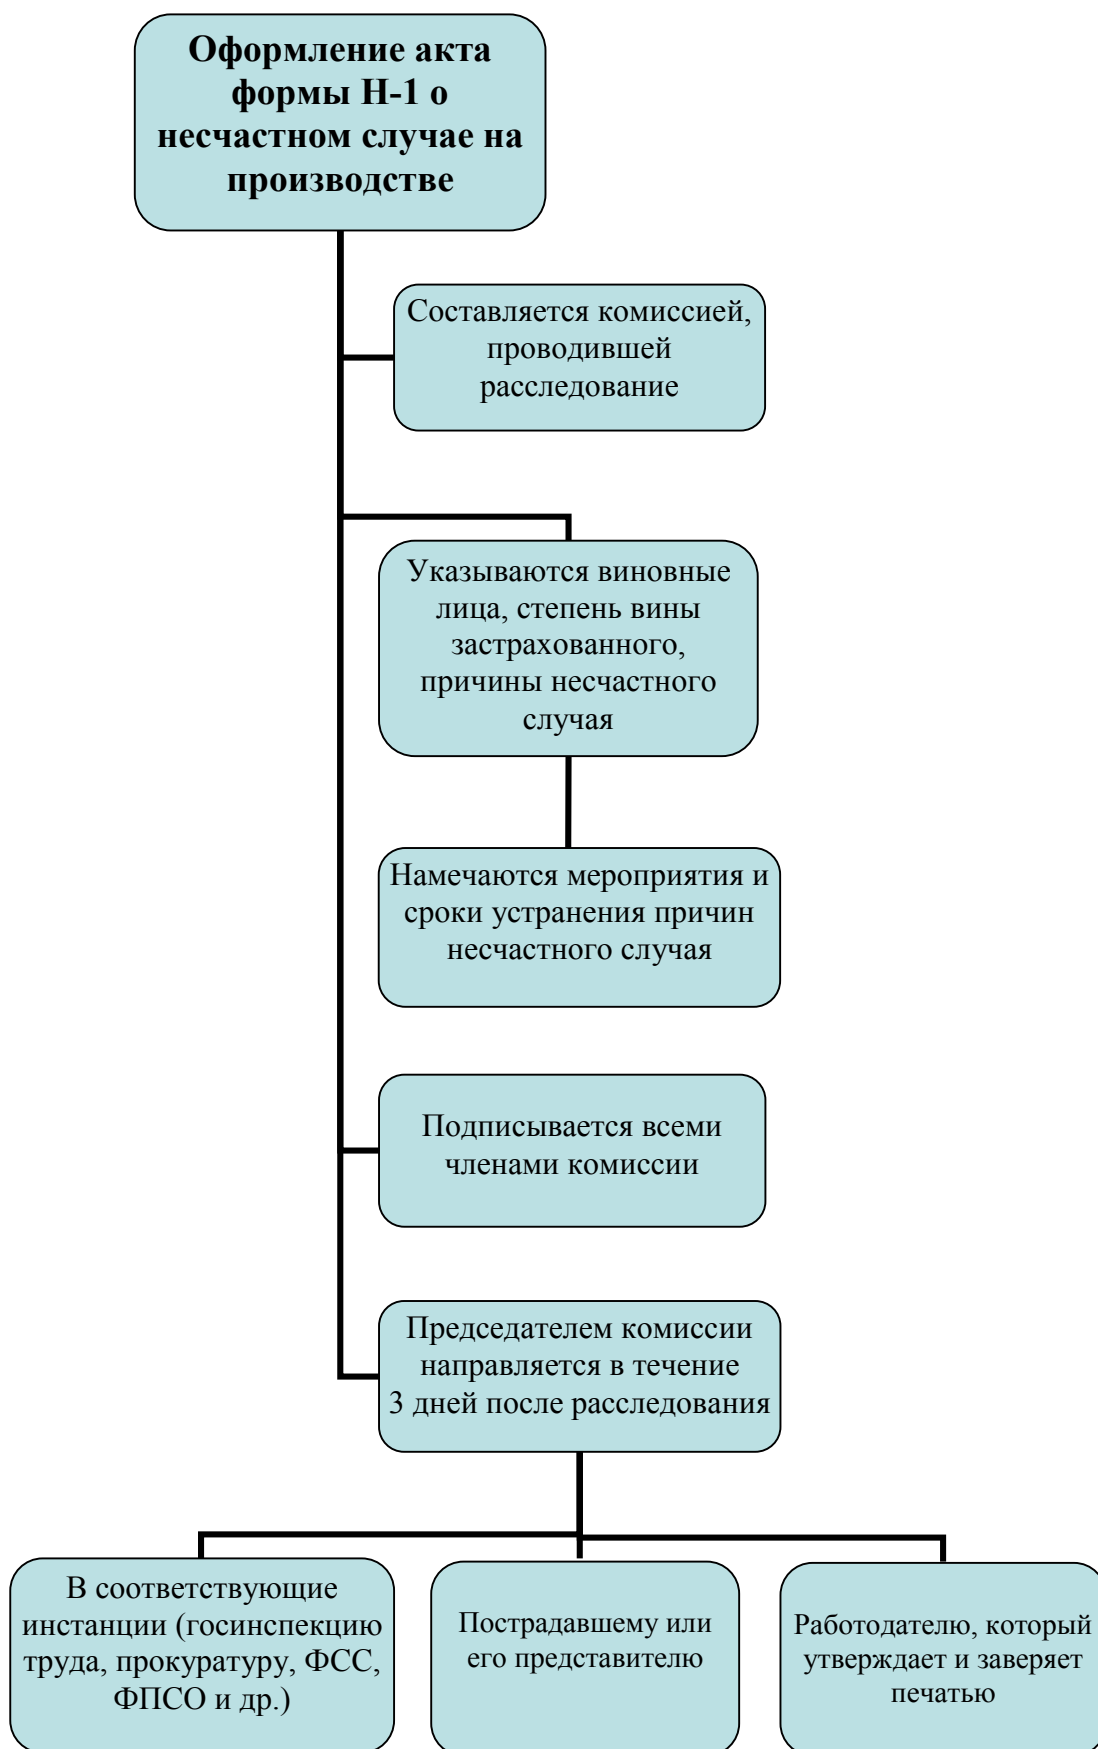 Оформление акта
формы Н-1 о
несчастном случае на
производстве
Составляется комиссией,
проводившей
расследование
Указываются виновные
лица, степень вины
застрахованного,
причины несчастного
случая
Намечаются мероприятия и
сроки устранения причин
несчастного случая
Подписывается всеми
членами комиссии
Председателем комиссии
направляется в течение
3 дней после расследования
В соответствующие
инстанции (госинспекцию
труда, прокуратуру, ФСС,
ФПСО и др.)
Пострадавшему или
его представителю
Работодателю, который
утверждает и заверяет
печатью